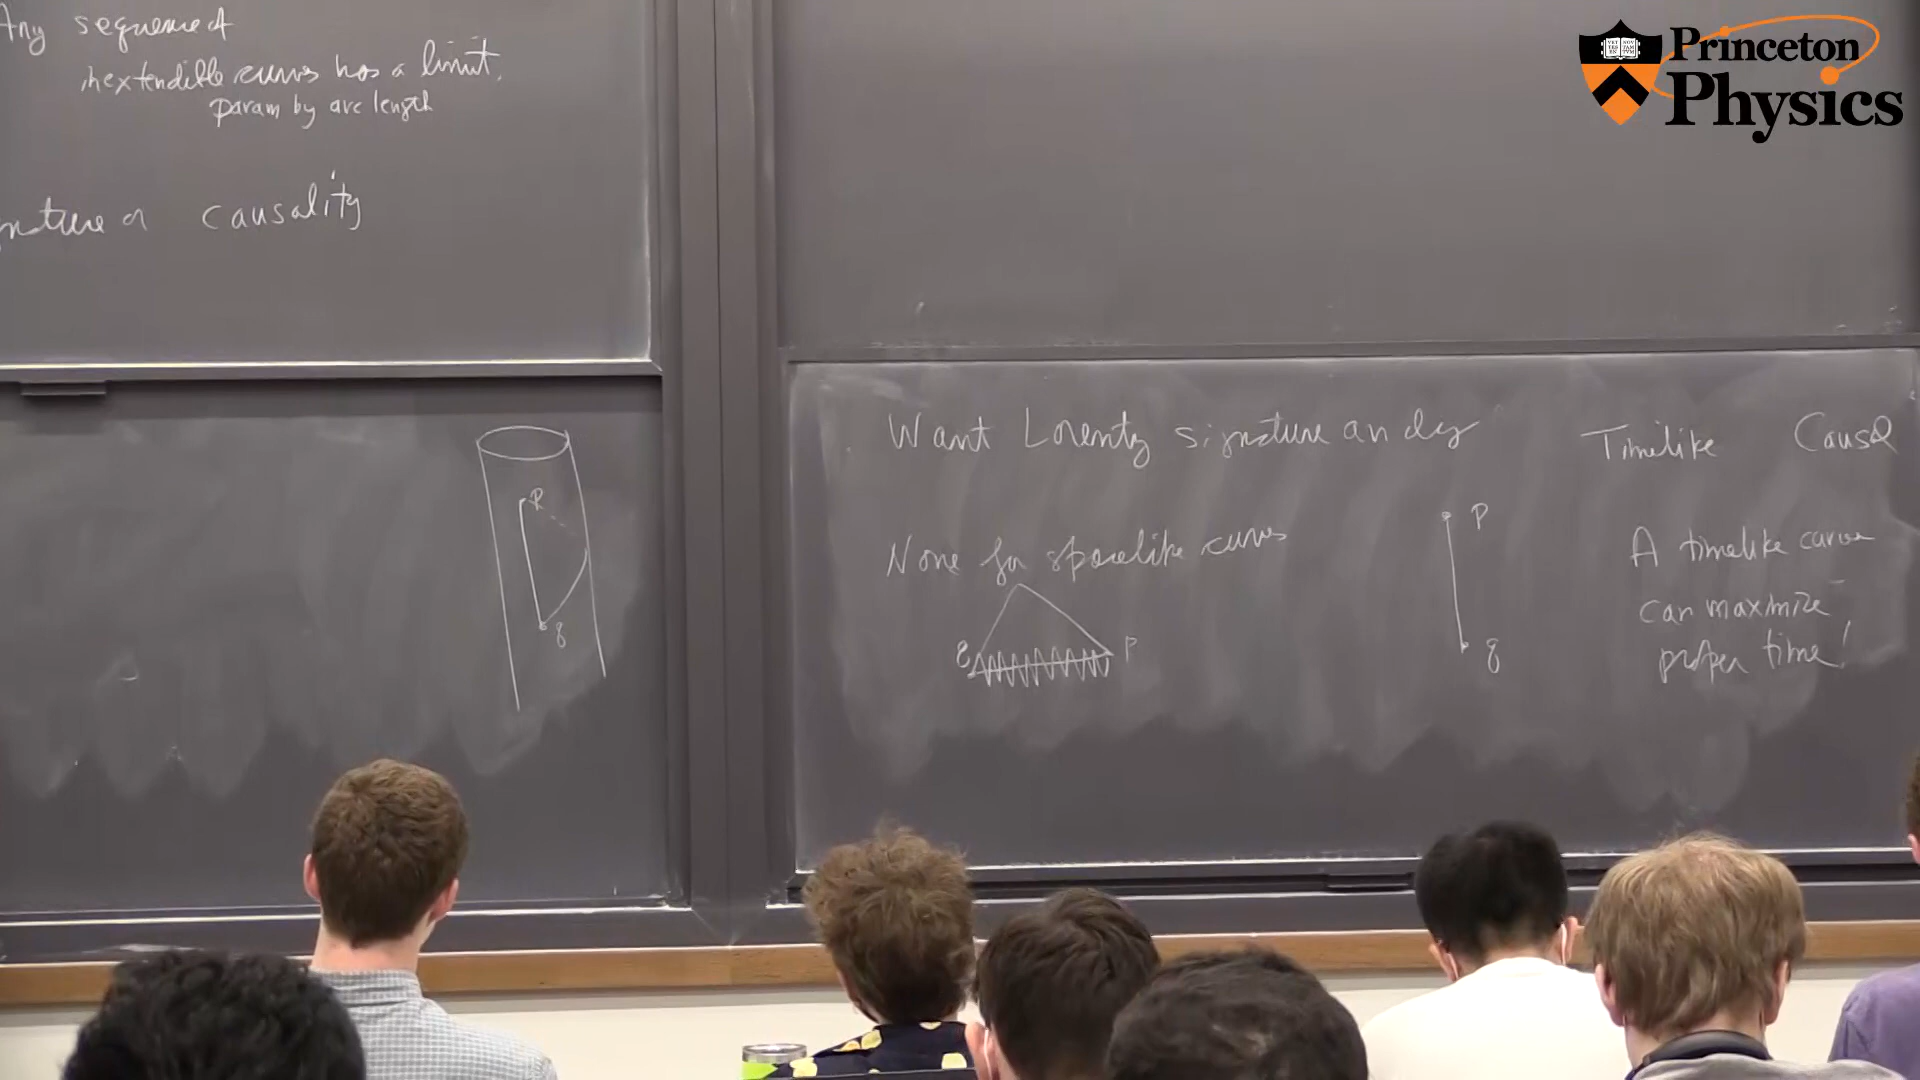 Any sequence of
inextendible curves has a limit.
param by arc length
causality
P
q
Want Lorentz signature analog
None for spacelike curves
q P
P
q
Timelike Causal
A timelike curve
can maximize
proper time!
Princeton
Physics